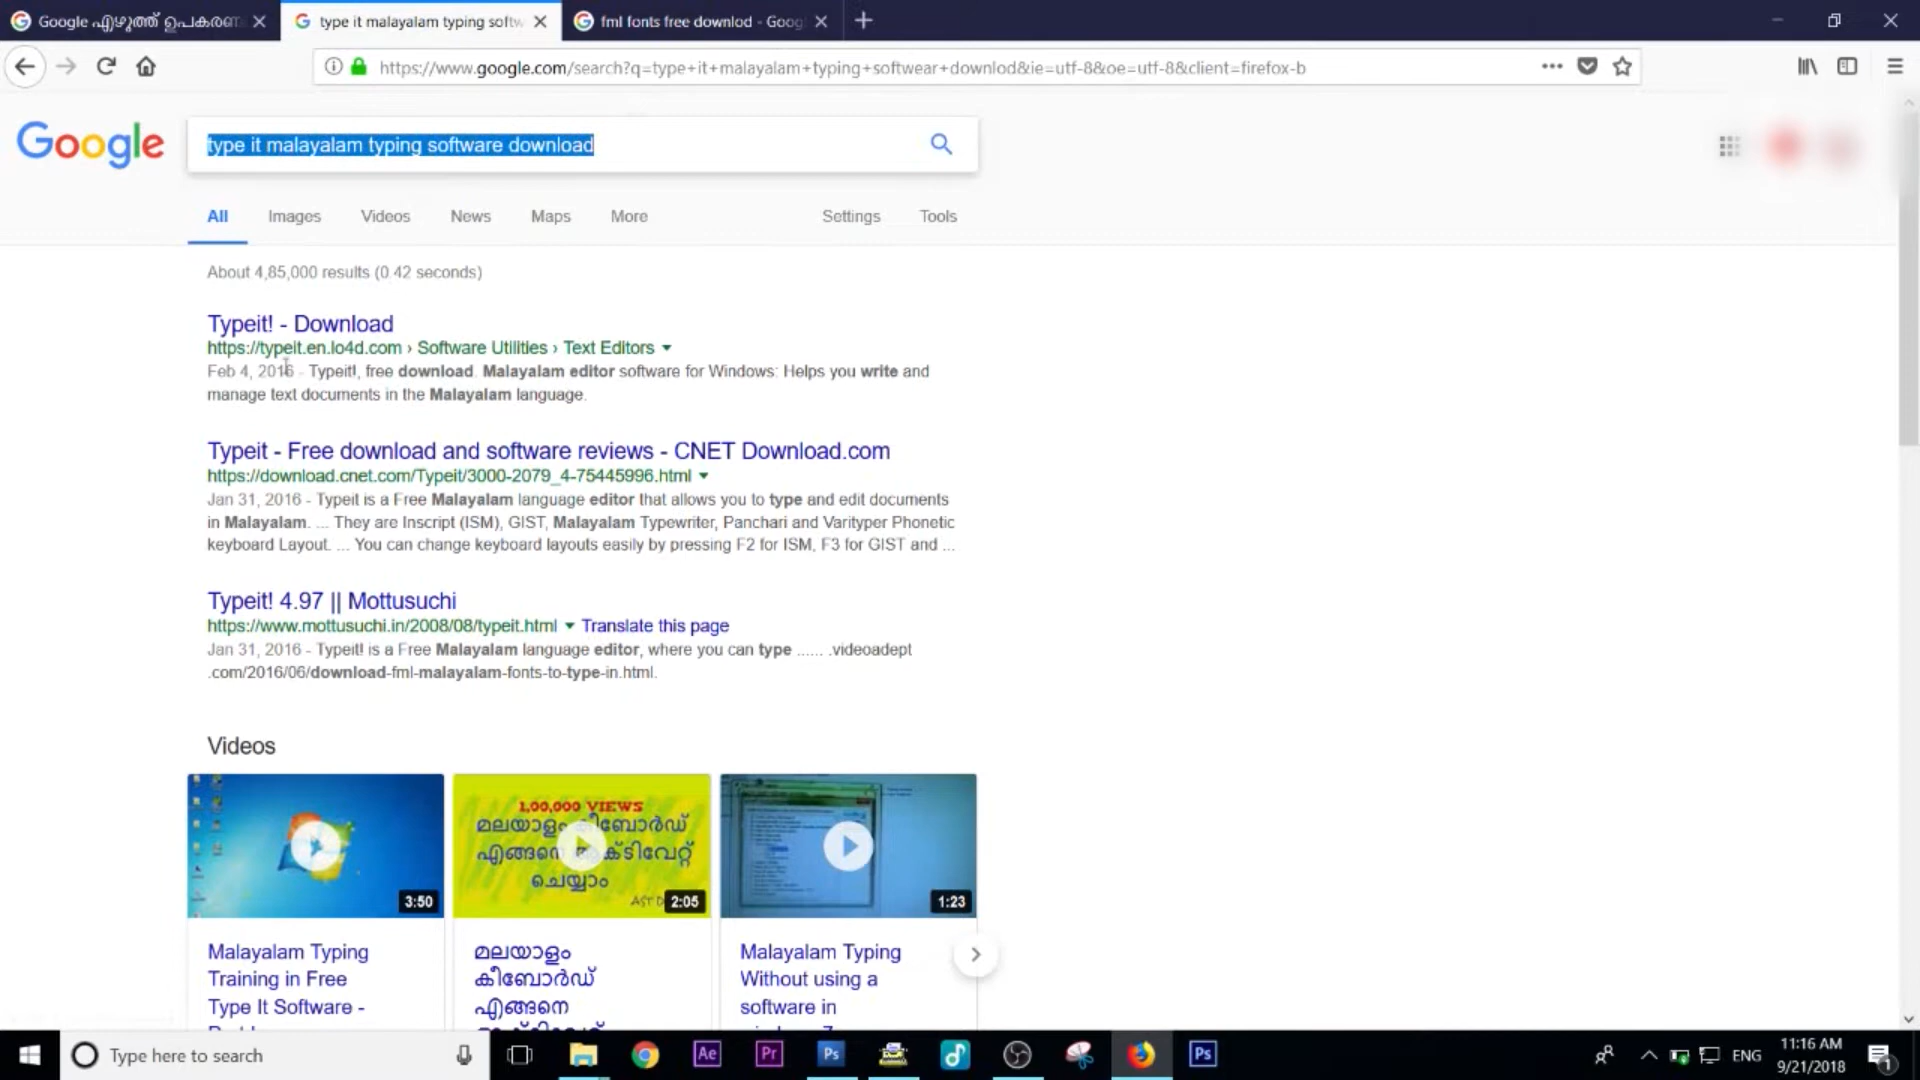 Google എഴുത്ത് ഉപകരണ
type it malayalam typing softw
fml fonts free downlod - Goog
https://www.google.com/search?q=type+it+malayalam+typing+softwear+downlod&ie=utf-8&oe=utf-8&client=firefox-b
Google
type it malayalam typing software download
All Images Videos News Maps More Settings Tools
About 4,85,000 results (0.42 seconds)
Typeit! - Download
https://typeit.en.lo4d.com › Software Utilities › Text Editors
Feb 4, 2016 - Typeit!, free download. Malayalam editor software for Windows: Helps you write and
manage text documents in the Malayalam language.
Typeit - Free download and software reviews - CNET Download.com
https://download.cnet.com/Typeit/3000-2079_4-75445996.html
Jan 31, 2016 - Typeit is a Free Malayalam language editor that allows you to type and edit documents
in Malayalam. ... They are Inscript (ISM), GIST, Malayalam Typewriter, Panchari and Varityper Phonetic
keyboard Layout. ... You can change keyboard layouts easily by pressing F2 for ISM, F3 for GIST and ...
Typeit! 4.97 || Mottusuchi
https://www.mottusuchi.in/2008/08/typeit.html Translate this page
Jan 31, 2016 - Typeit! is a Free Malayalam language editor, where you can type ...... .videoadept
.com/2016/06/download-fml-malayalam-fonts-to-type-in.html.
Videos
3:50
1,00,000 VIEWS
മലയാളം കീബോർഡ്
എങ്ങനെ ആക്ടിവേറ്റ്
ചെയ്യാം
AST D
2:05
1:23
Malayalam Typing
Training in Free
Type It Software -
മലയാളം
കീബോർഡ്
എങ്ങനെ
Malayalam Typing
Without using a
software in
Type here to search
Ae
Pr
Ps
Ps
ENG
11:16 AM
9/21/2018
1